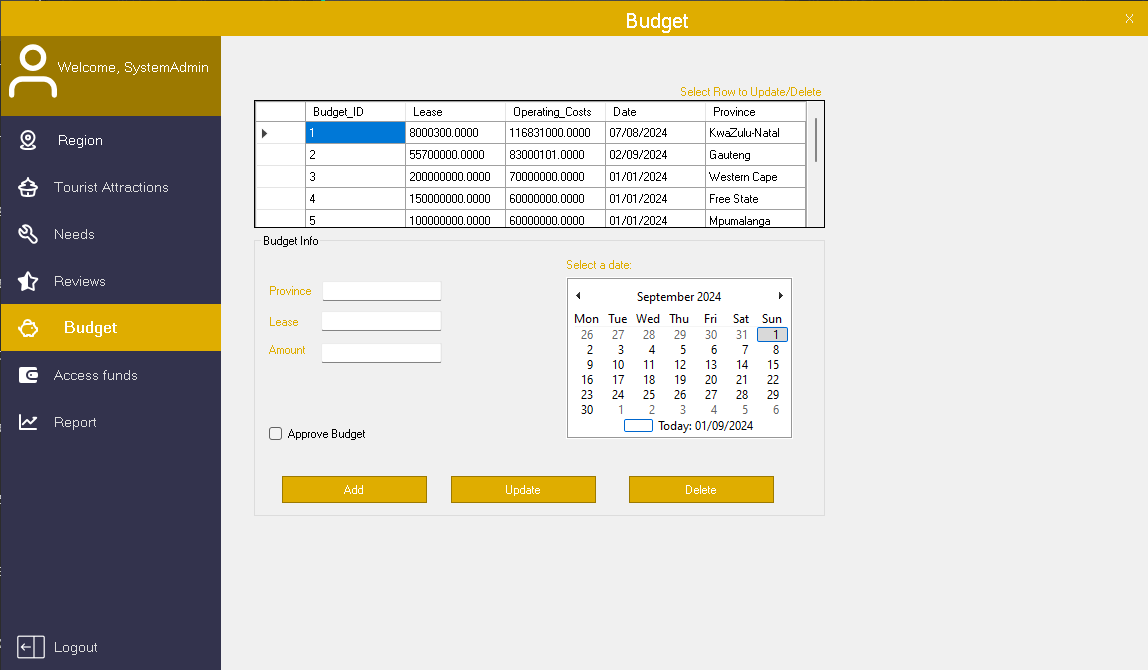 Budget
X
Welcome, SystemAdmin
Region
Tourist Attractions
Needs
Reviews
Budget
Access funds
Report
Logout
Select Row to Update/Delete
Budget_ID Lease Operating_Costs Date Province
1 8000300.0000 116831000.0000 07/08/2024 KwaZulu-Natal
2 55700000.0000 83000101.0000 02/09/2024 Gauteng
3 200000000.0000 70000000.0000 01/01/2024 Western Cape
4 150000000.0000 60000000.0000 01/01/2024 Free State
5 100000000.0000 60000000.0000 01/01/2024 Mpumalanga
Budget Info
Province
Lease
Amount
Approve Budget
Select a date:
September 2024
Mon Tue Wed Thu Fri Sat Sun
26 27 28 29 30 31 1
2 3 4 5 6 7 8
9 10 11 12 13 14 15
16 17 18 19 20 21 22
23 24 25 26 27 28 29
30 1 2 3 4 5 6
Today: 01/09/2024
Add Update Delete